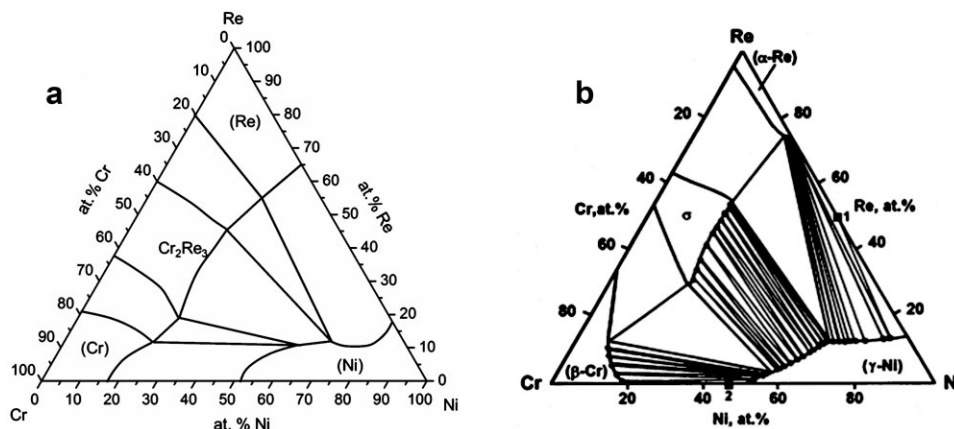 a
Re
0
10
20
30
40
50
60
70
80
90
100
at.% Cr
100
90
80
70
60
50
40
30
20
10
0
at.% Re
(Re)
Cr2Re3
(Cr)
(Ni)
Cr
Ni
0
10
20
30
40
50
60
70
80
90
100
at. % Ni
b
Re
(α-Re)
20
40
Cr,at.%
60
80
80
60
Re, at.%
1
40
20
σ
(β-Cr)
(γ-Ni)
Cr
N
20
40
2
60
80
Ni, at.%